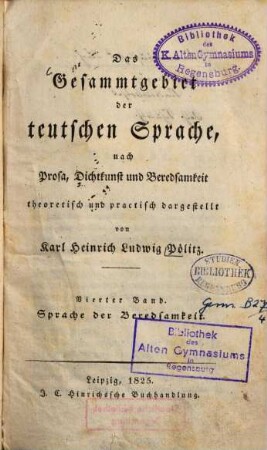 Das
Gesammtgebiet
der
teutschen Sprache,
nach
Prosa, Dichtkunst und Beredsamkeit
theoretisch und practisch dargestellt
von
Karl Heinrich Ludwig Pölitz.
Vierter Band.
Sprache der Beredsamkeit.
Leipzig, 1825.
J. C. Hinrichssche Buchhandlung.
Bibliothek
des
K. Alten Gymnasiums
in
Regensburg.
STUDIEN
BIBLIOTHEK
REGENSBURG
Bibliothek
des
Alten Gymnasiums
in Regensburg